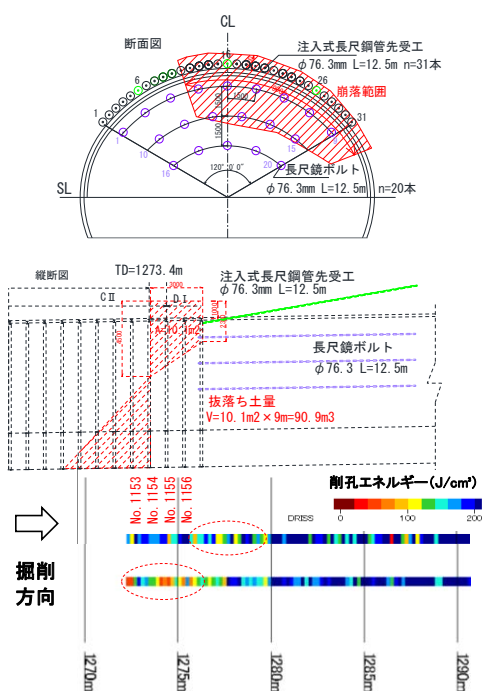 CL
断面図
注入式長尺鋼管先受工
φ76.3mm L=12.5m n=31本
16
6
26
崩落範囲
1
31
1500
1500
1
10
15
16
20
120°0'0"
長尺鏡ボルト
φ76.3mm L=12.5m n=20本
SL
縦断図
TD=1273.4m
注入式長尺鋼管先受工
φ76.3mm L=12.5m
3000
CⅡ
DⅠ
A=10.1m2
長尺鏡ボルト
φ76.3 L=12.5m
抜落ち土量
V=10.1m2×9m=90.9m3
No. 1153
No. 1154
No. 1155
No. 1156
削孔エネルギー(J/cm³)
DRISS
0 100 200
掘削
方向
1270m
1275m
1280m
1285m
1290m